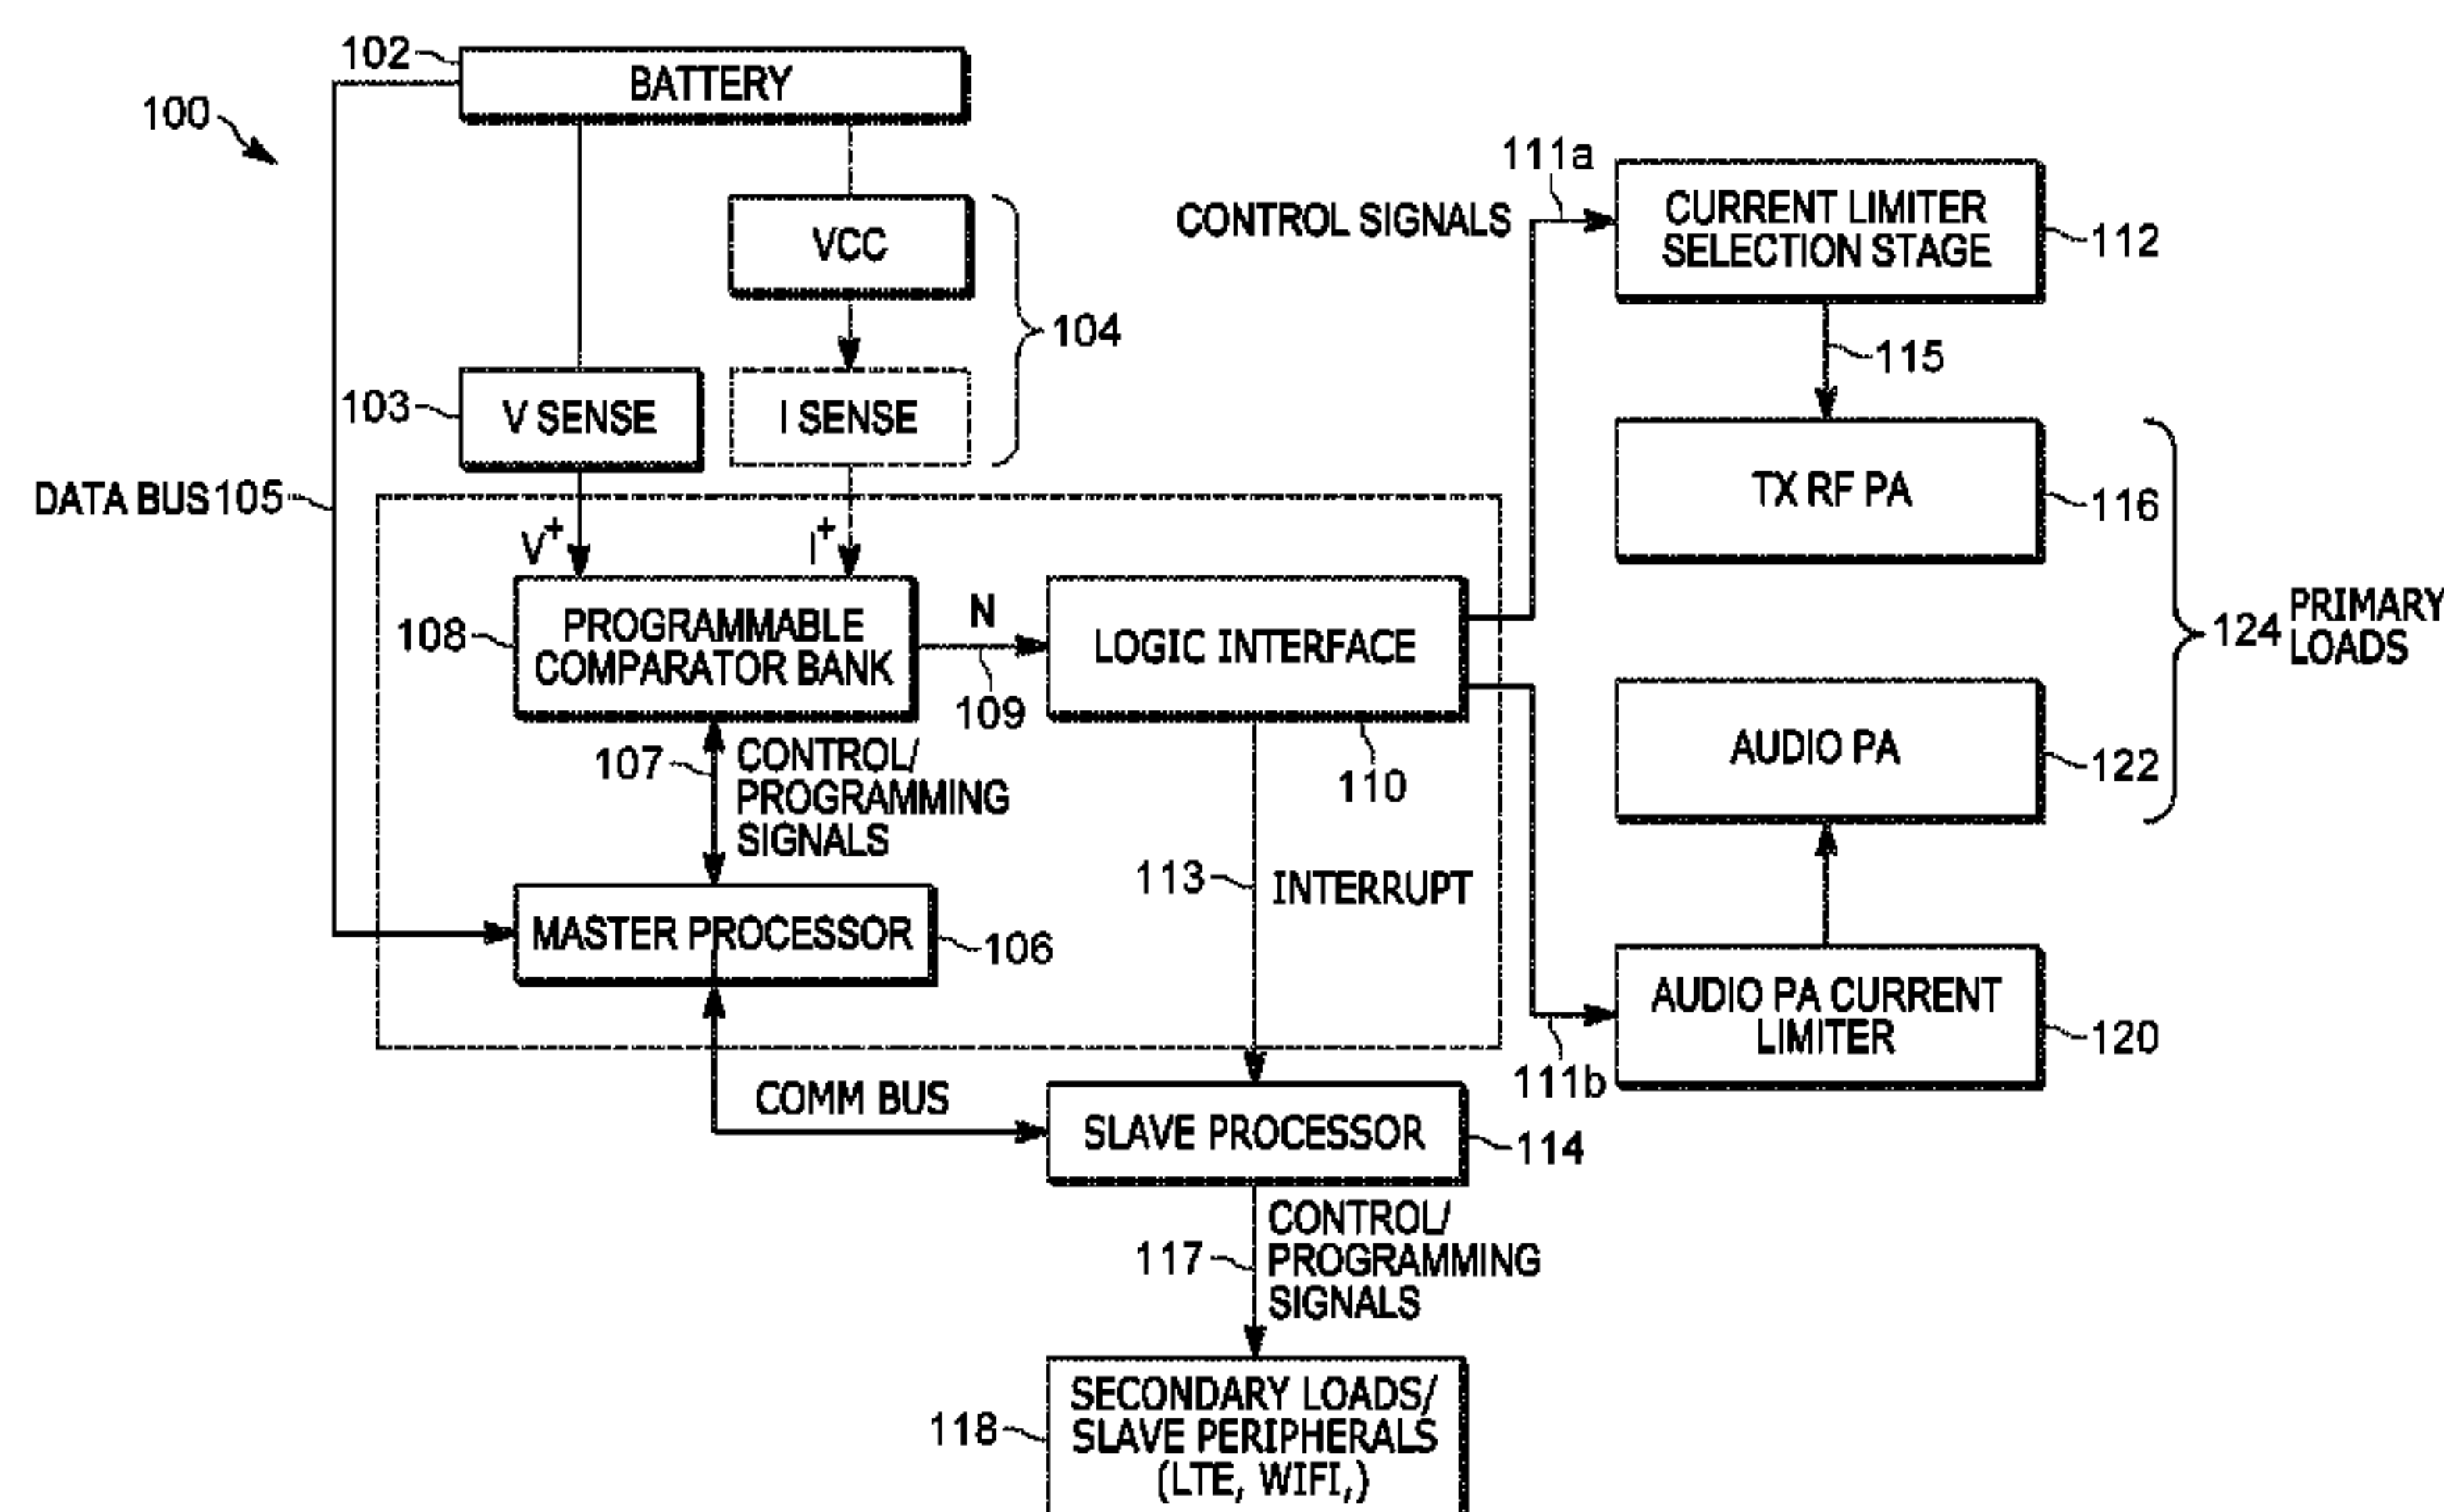 102
BATTERY
100
111a
CONTROL SIGNALS
CURRENT LIMITER
SELECTION STAGE
112
VCC
104
115
103
V SENSE
I SENSE
DATA BUS 105
TX RF PA
116
V+
I+
108
PROGRAMMABLE
COMPARATOR BANK
N
109
LOGIC INTERFACE
110
124
PRIMARY
LOADS
AUDIO PA
122
107
CONTROL/
PROGRAMMING
SIGNALS
113
INTERRUPT
MASTER PROCESSOR
106
AUDIO PA CURRENT
LIMITER
120
111b
COMM BUS
SLAVE PROCESSOR
114
117
CONTROL/
PROGRAMMING
SIGNALS
118
SECONDARY LOADS/
SLAVE PERIPHERALS
(LTE, WIFI,)